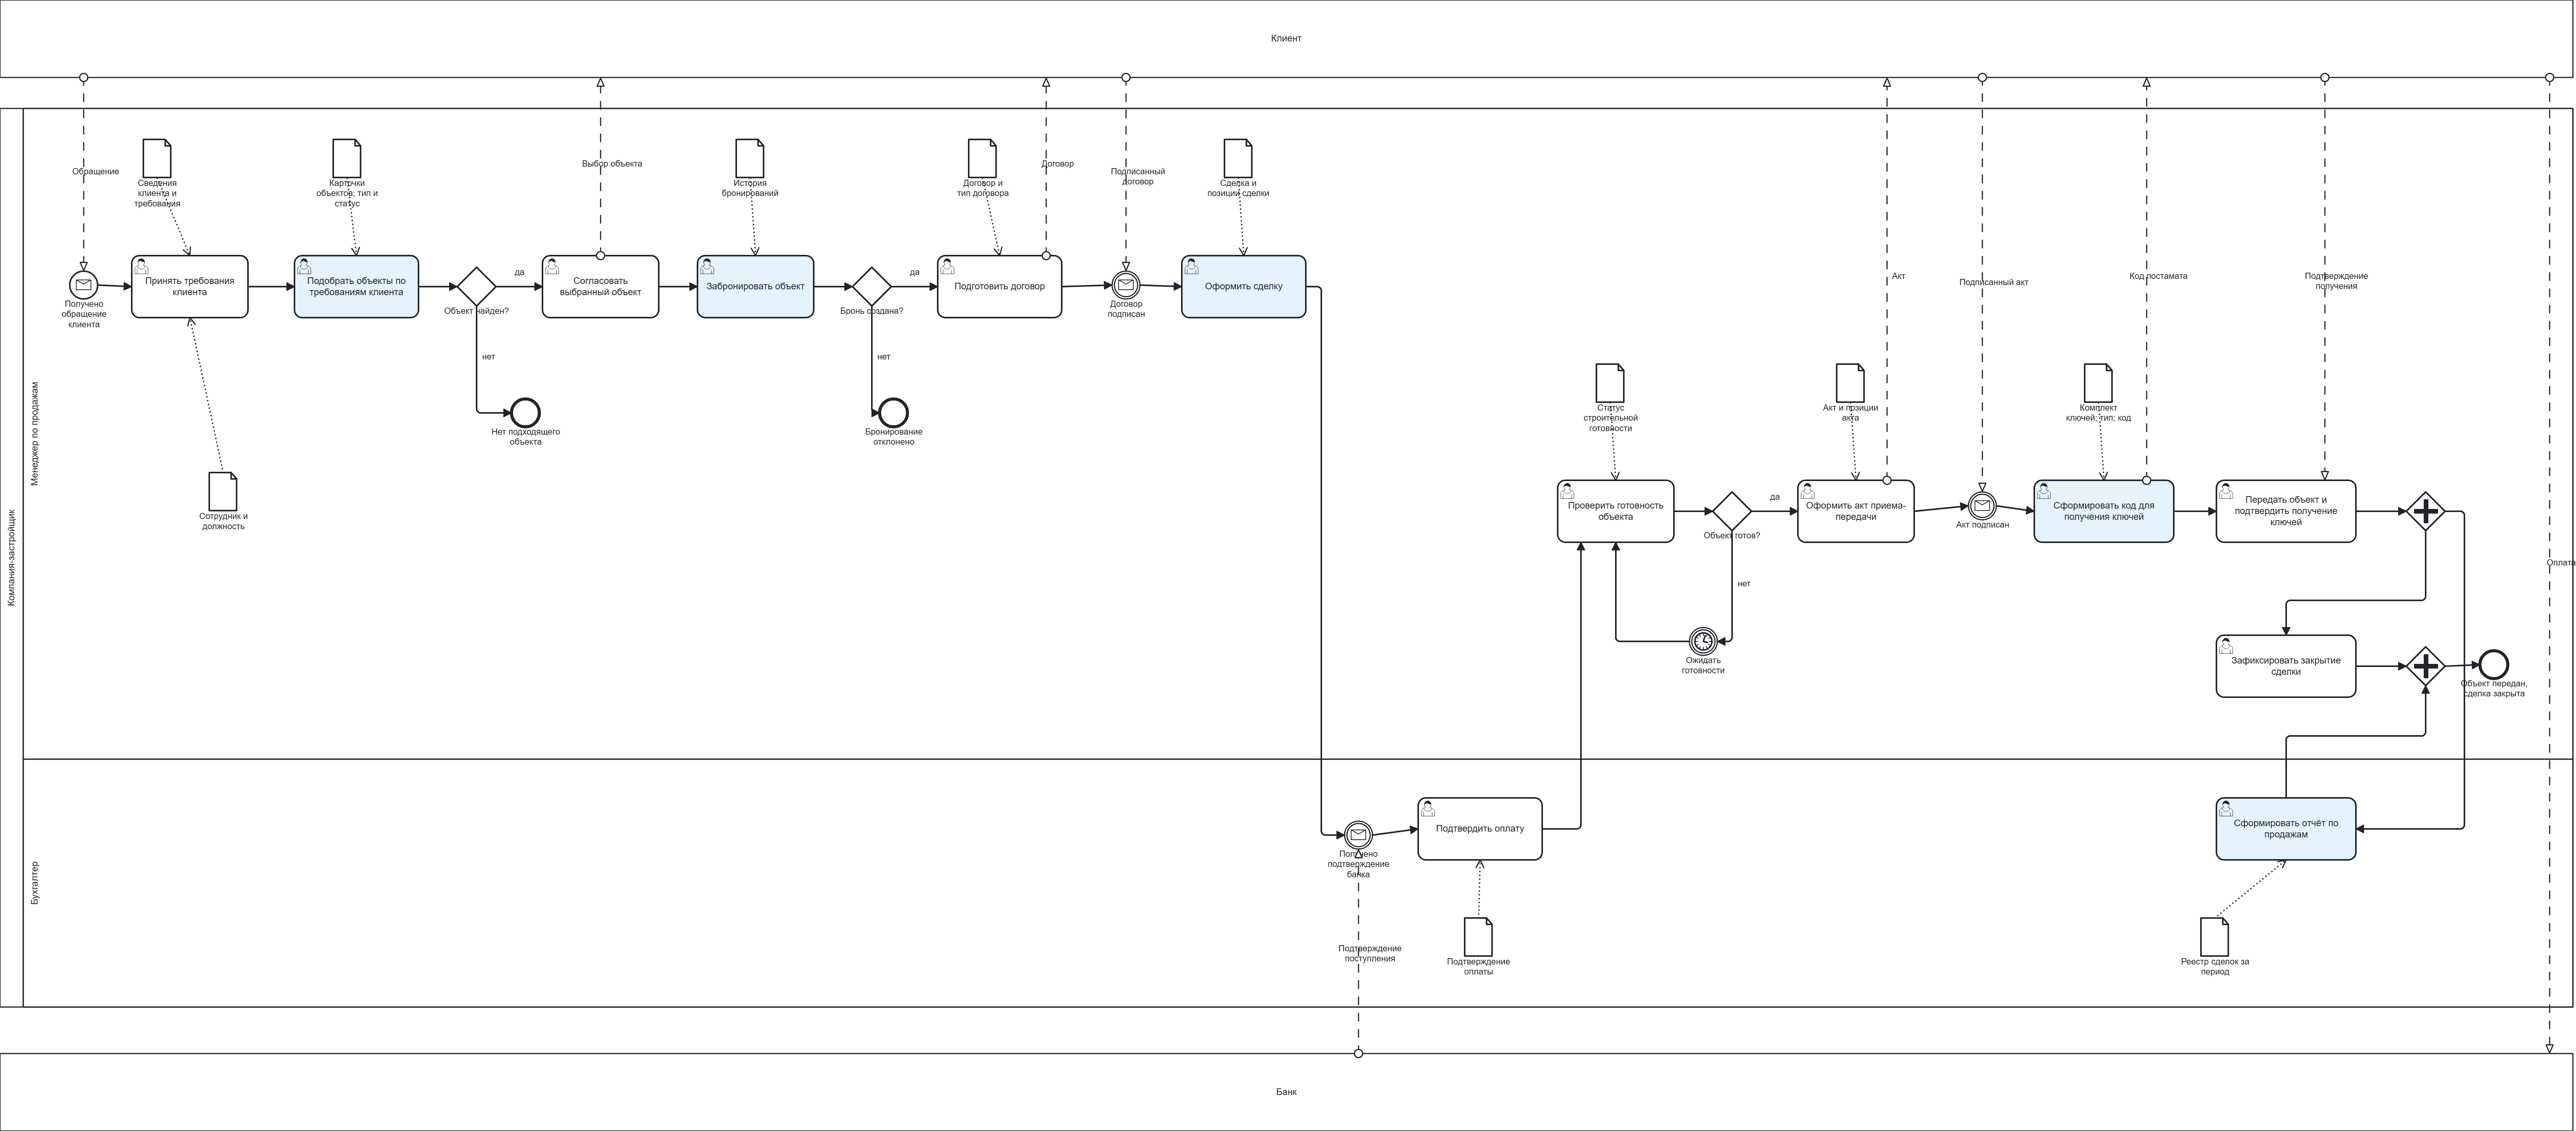 Клиент
Обращение
Сведения
клиента и
требования
Карточки
объектов; тип и
статус
Выбор объекта
История
бронирований
Договор и
тип договора
Договор
Подписанный
договор
Сделка и
позиции сделки
Получено
обращение
клиента
Принять требования
клиента
Подобрать объекты по
требованиям клиента
Объект найден?
да
нет
Согласовать
выбранный объект
Забронировать объект
Бронь создана?
да
нет
Подготовить договор
Договор
подписан
Оформить сделку
Нет подходящего
объекта
Бронирование
отклонено
Сотрудник и
должность
Компания-застройщик
Менеджер по продажам
Акт
Подписанный акт
Код постамата
Подтверждение
получения
Статус
строительной
готовности
Акт и позиции
акта
Комплект
ключей; тип; код
Проверить готовность
объекта
Объект готов?
да
нет
Оформить акт приема-
передачи
Акт подписан
Сформировать код для
получения ключей
Передать объект и
подтвердить получение
ключей
Ожидать
готовности
Зафиксировать закрытие
сделки
Объект передан,
сделка закрыта
Оплата
Бухгалтер
Получено
подтверждение
банка
Подтвердить оплату
Сформировать отчёт по
продажам
Подтверждение
поступления
Подтверждение
оплаты
Реестр сделок за
период
Банк